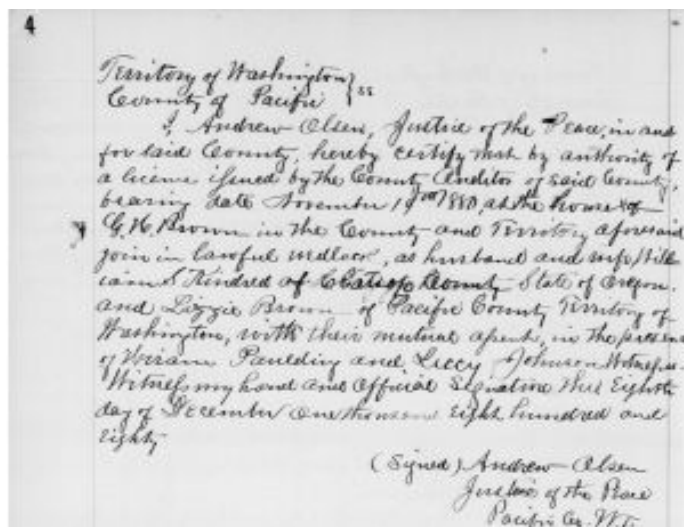 4
Territory of Washington } ss
County of Pacific
I, Andrew Olsen, Justice of the Peace, in and
for said County, hereby certify that by authority of
a license issued by the County Auditor of said County,
bearing date November 1880, at the house of
G. H. Brown in the County and Territory aforesaid
join in lawful wedlock, as husband and wife, Will-
iam S Kindred of Clatsop County State of Oregon.
and Lizzie Brown of Pacific County Territory of
Washington, with their mutual assent, in the presence
of Hiram Paulding and Johnson Witnesses.
Witness my hand and Official Signature this Eighth
day of December one thousand Eight hundred and
Eighty
(Signed) Andrew Olsen
Justice of the Peace
Pacific Co. W.T.